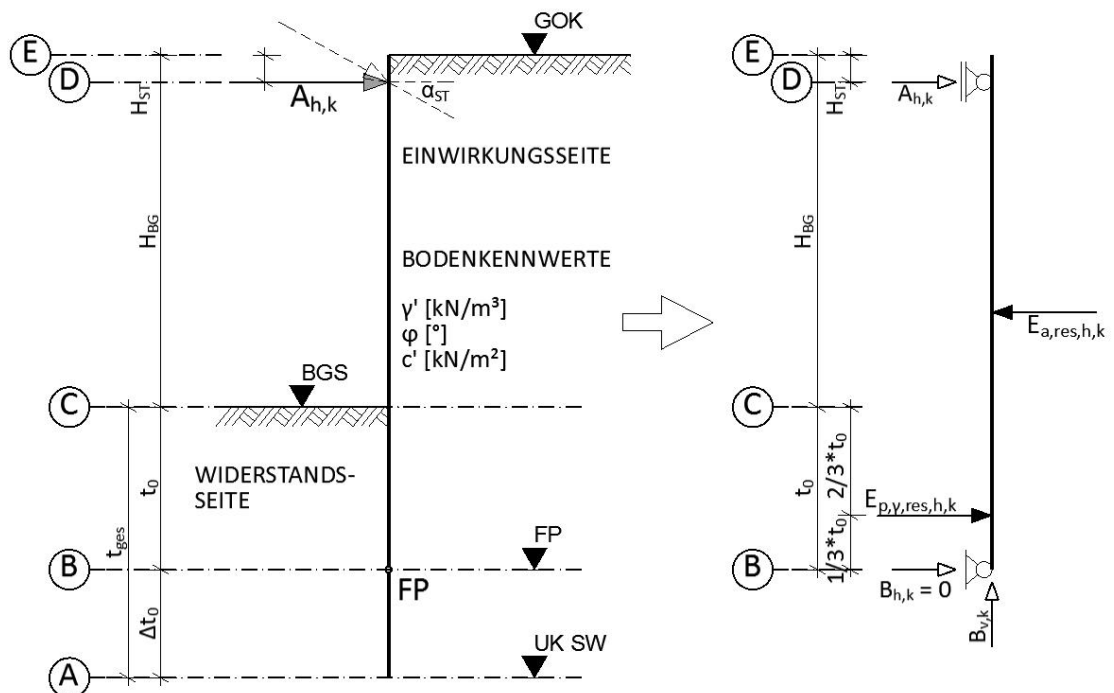 GOK
E
D
H_ST
A_h,k
α_ST
EINWIRKUNGSSEITE
H_BG
BODENKENNWERTE
γ' [kN/m³]
φ [°]
c' [kN/m²]
BGS
C
WIDERSTANDS-
SEITE
t_0
t_ges
FP
B
FP
Δt_0
UK SW
A
E
D
H_ST
A_h,k
H_BG
E_a,res,h,k
C
t_0
2/3*t_0
E_p,γ,res,h,k
1/3*t_0
B
B_h,k = 0
B_v,k